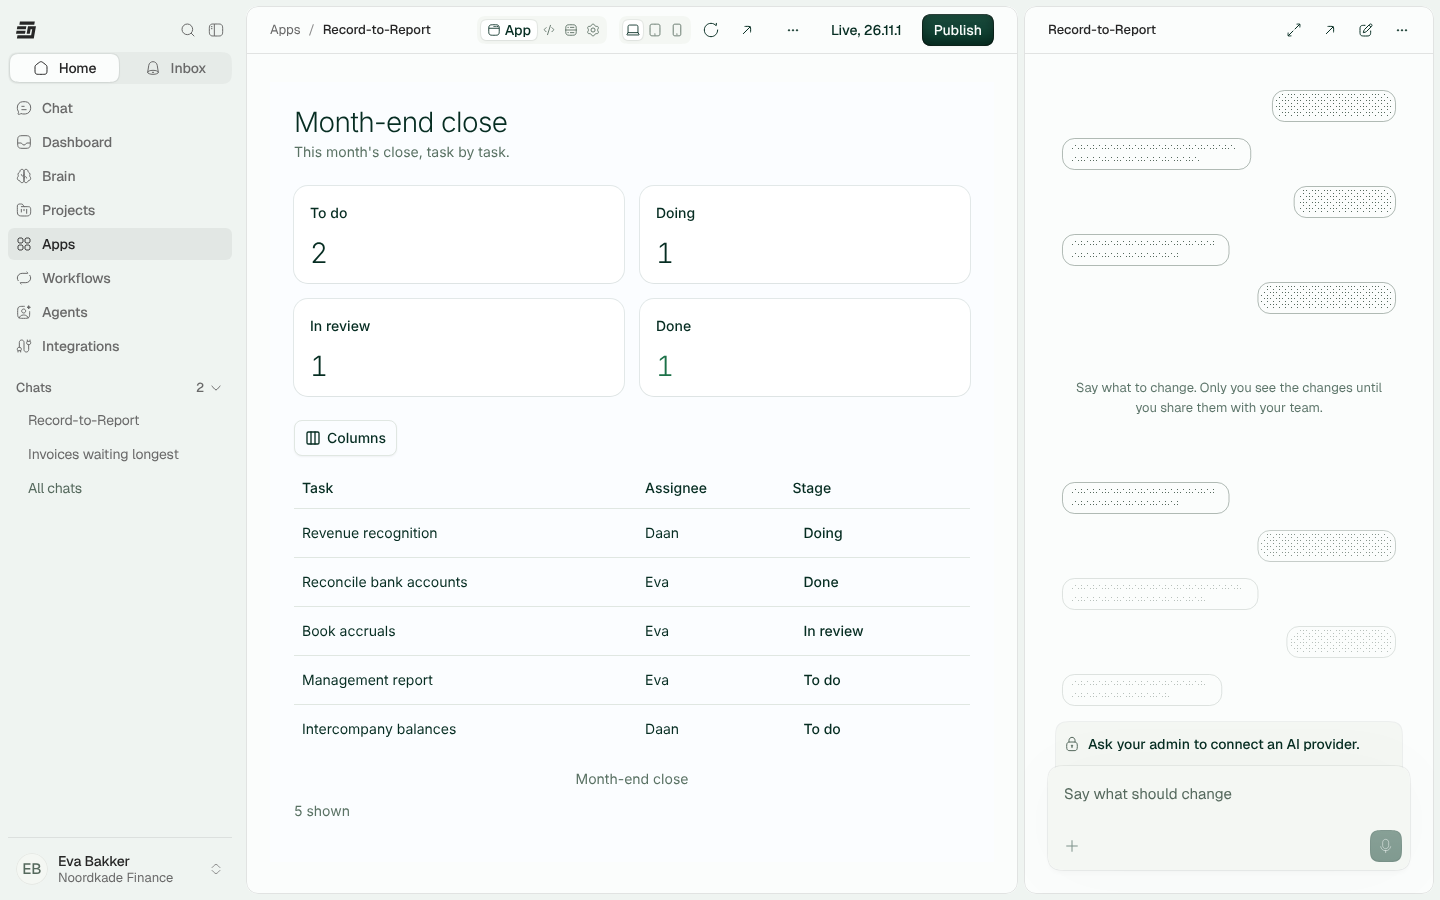 Home
Inbox
Chat
Dashboard
Brain
Projects
Apps
Workflows
Agents
Integrations
Chats 2
Record-to-Report
Invoices waiting longest
All chats
EB
Eva Bakker
Noordkade Finance
Apps / Record-to-Report
App
Live, 26.11.1
Publish
Month-end close
This month's close, task by task.
To do
2
Doing
1
In review
1
Done
1
Columns
Task Assignee Stage
Revenue recognition Daan Doing
Reconcile bank accounts Eva Done
Book accruals Eva In review
Management report Eva To do
Intercompany balances Daan To do
Month-end close
5 shown
Record-to-Report
Say what to change. Only you see the changes until
you share them with your team.
Ask your admin to connect an AI provider.
Say what should change